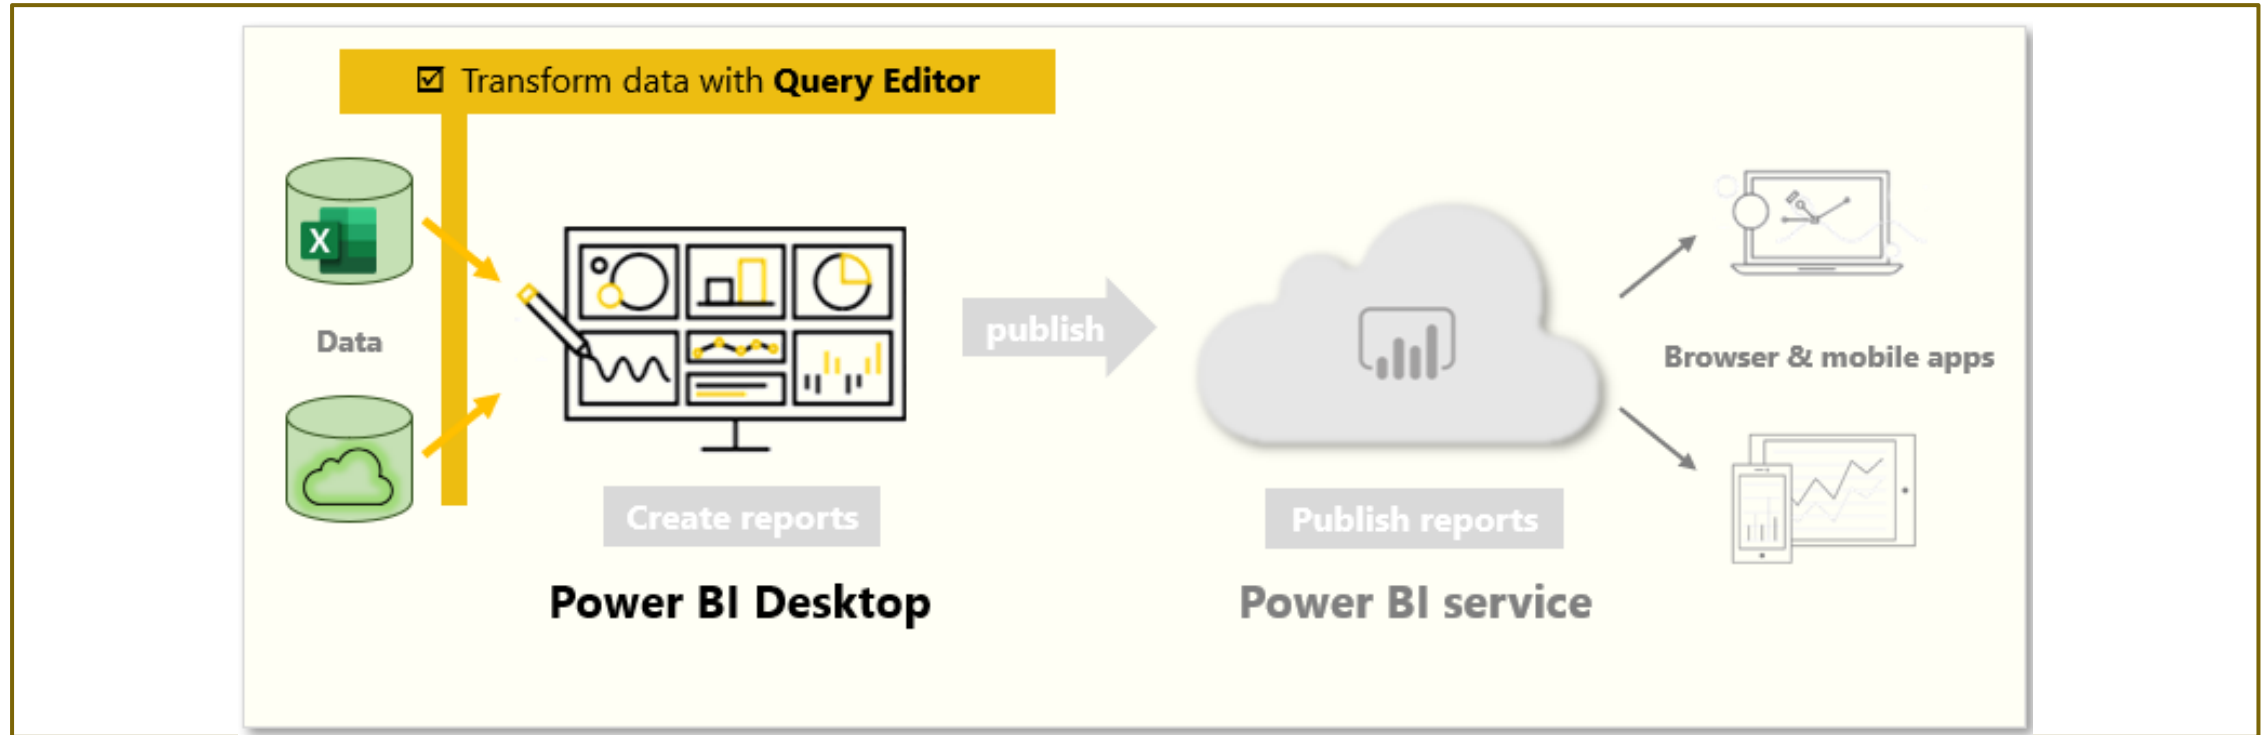 ☑ Transform data with Query Editor
X
Data
publish
Browser & mobile apps
Create reports
Publish reports
Power BI Desktop
Power BI service